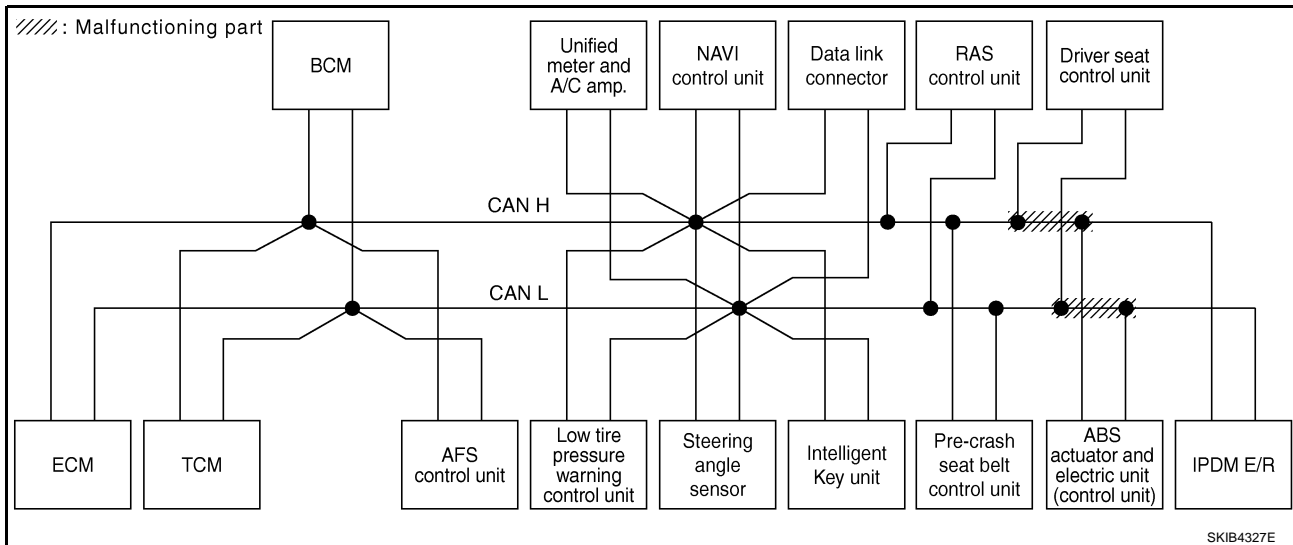 : Malfunctioning part
BCM
Unified
meter and
A/C amp.
NAVI
control unit
Data link
connector
RAS
control unit
Driver seat
control unit
CAN H
CAN L
ECM
TCM
AFS
control unit
Low tire
pressure
warning
control unit
Steering
angle
sensor
Intelligent
Key unit
Pre-crash
seat belt
control unit
ABS
actuator and
electric unit
(control unit)
IPDM E/R
SKIB4327E